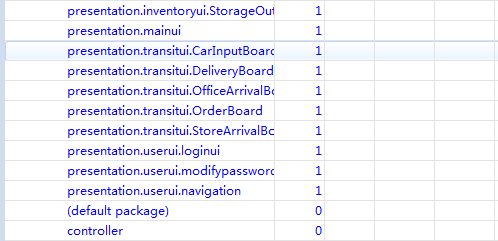 presentation.inventoryui.StorageOut 1
presentation.mainui 1
presentation.transitui.CarInputBoard 1
presentation.transitui.DeliveryBoard 1
presentation.transitui.OfficeArrivalB 1
presentation.transitui.OrderBoard 1
presentation.transitui.StoreArrivalBo 1
presentation.userui.loginui 1
presentation.userui.modifypassword 1
presentation.userui.navigation 1
(default package) 0
controller 0